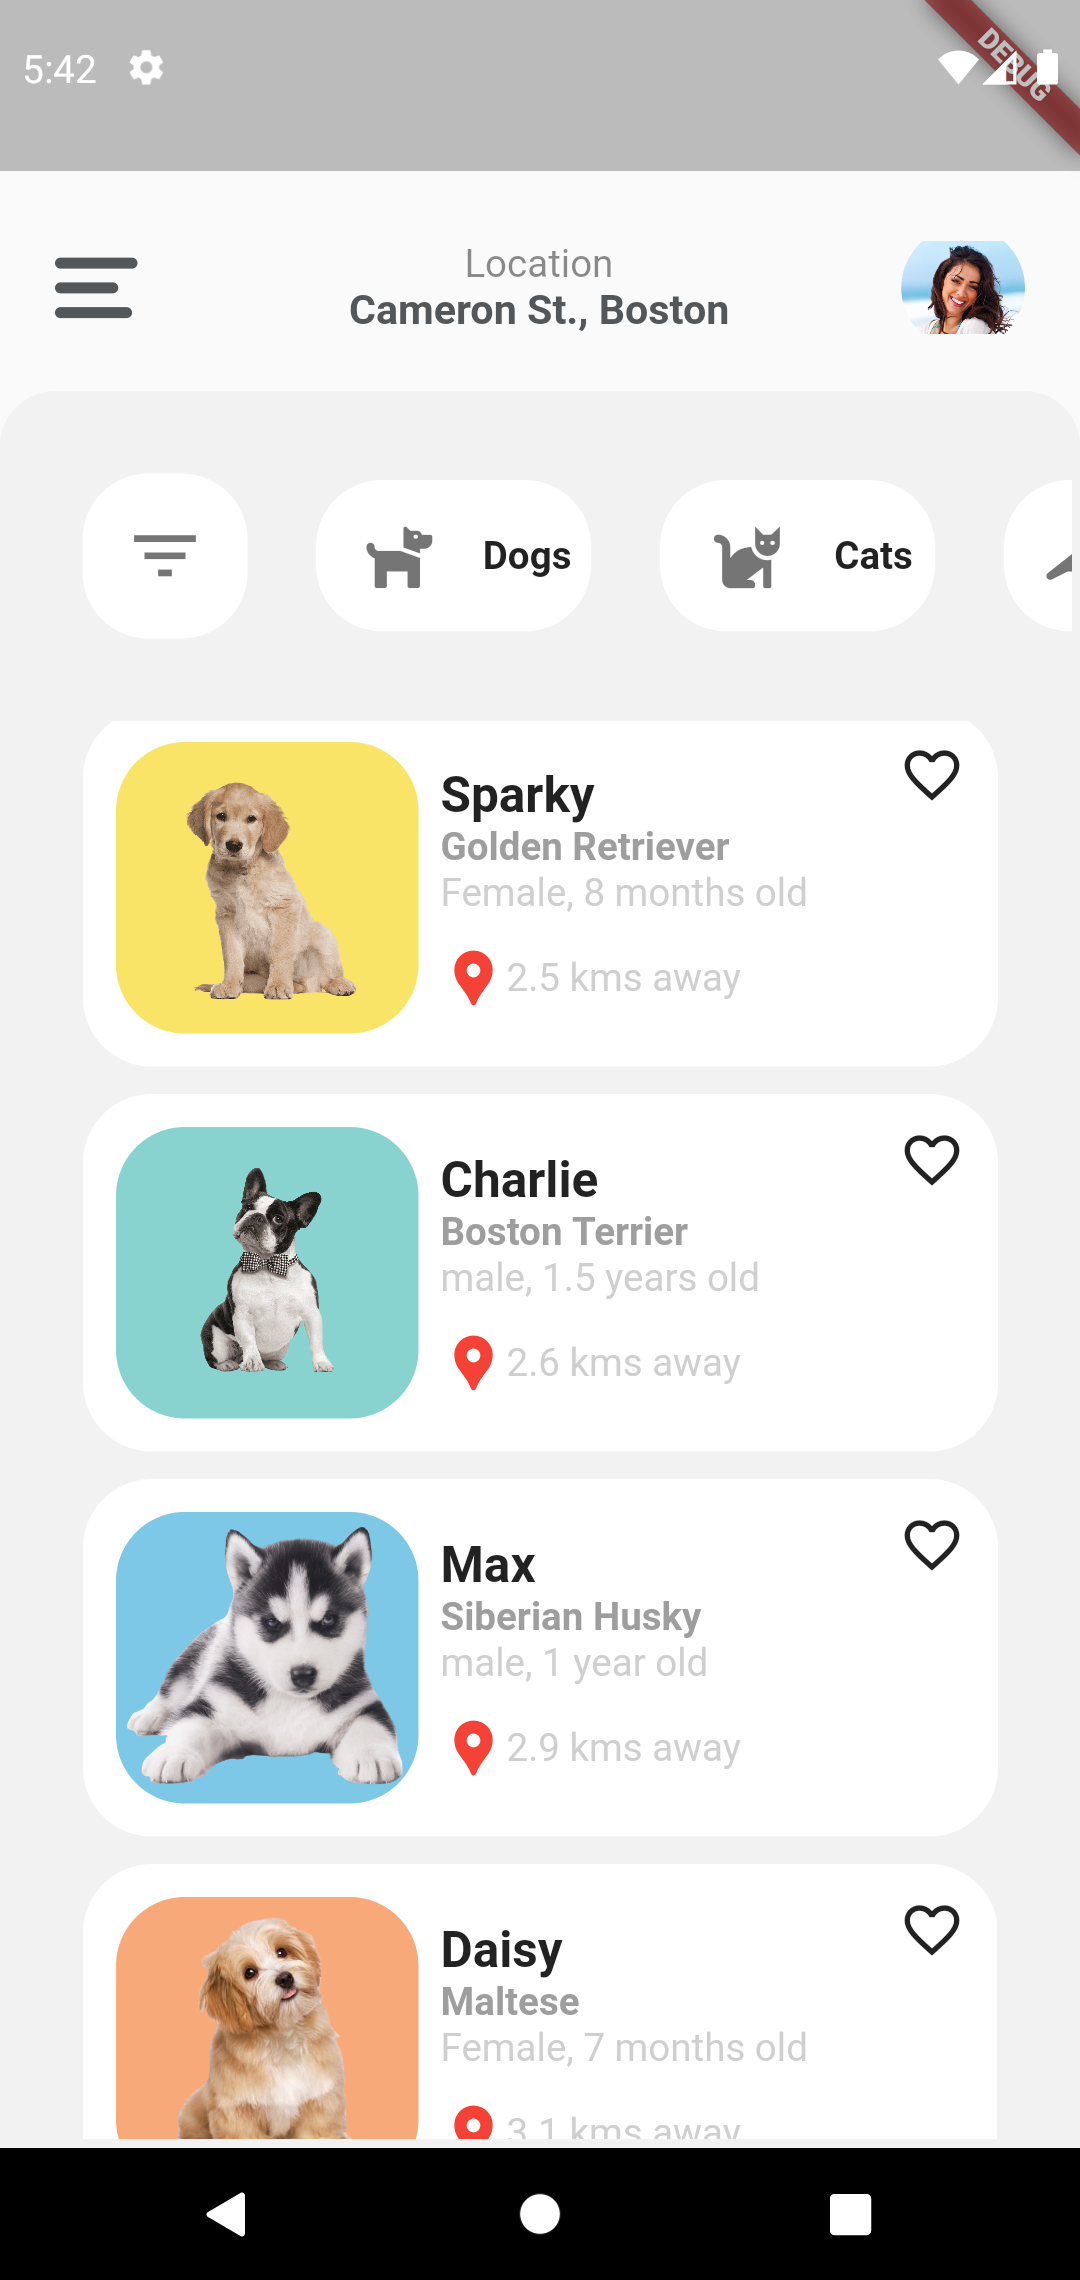 5:42
DEBUG
Location
Cameron St., Boston
Dogs
Cats
Sparky
Golden Retriever
Female, 8 months old
2.5 kms away
Charlie
Boston Terrier
male, 1.5 years old
2.6 kms away
Max
Siberian Husky
male, 1 year old
2.9 kms away
Daisy
Maltese
Female, 7 months old
3.1 kms away